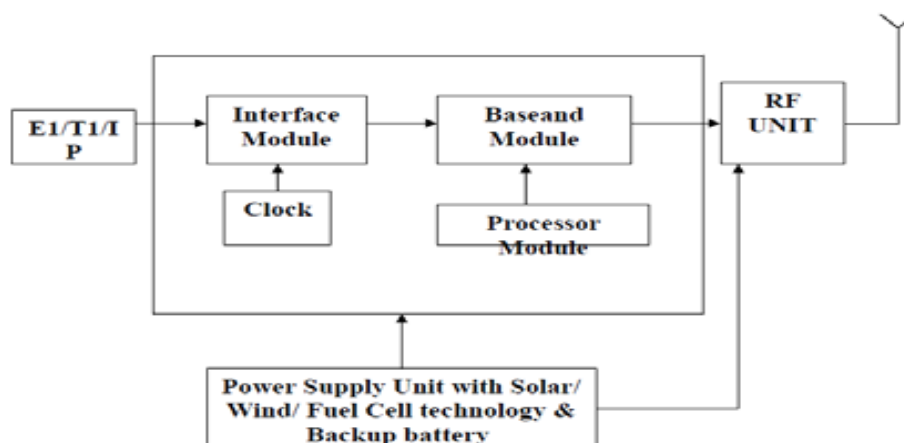 E1/T1/I
P
Interface
Module
Clock
Baseand
Module
Processor
Module
RF
UNIT
Power Supply Unit with Solar/
Wind/ Fuel Cell technology &
Backup battery